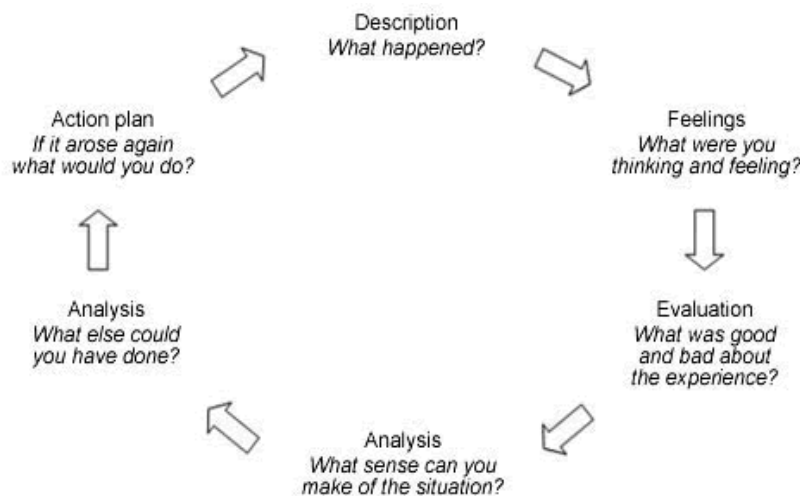 Description
What happened?
Feelings
What were you
thinking and feeling?
Evaluation
What was good
and bad about
the experience?
Analysis
What sense can you
make of the situation?
Analysis
What else could
you have done?
Action plan
If it arose again
what would you do?